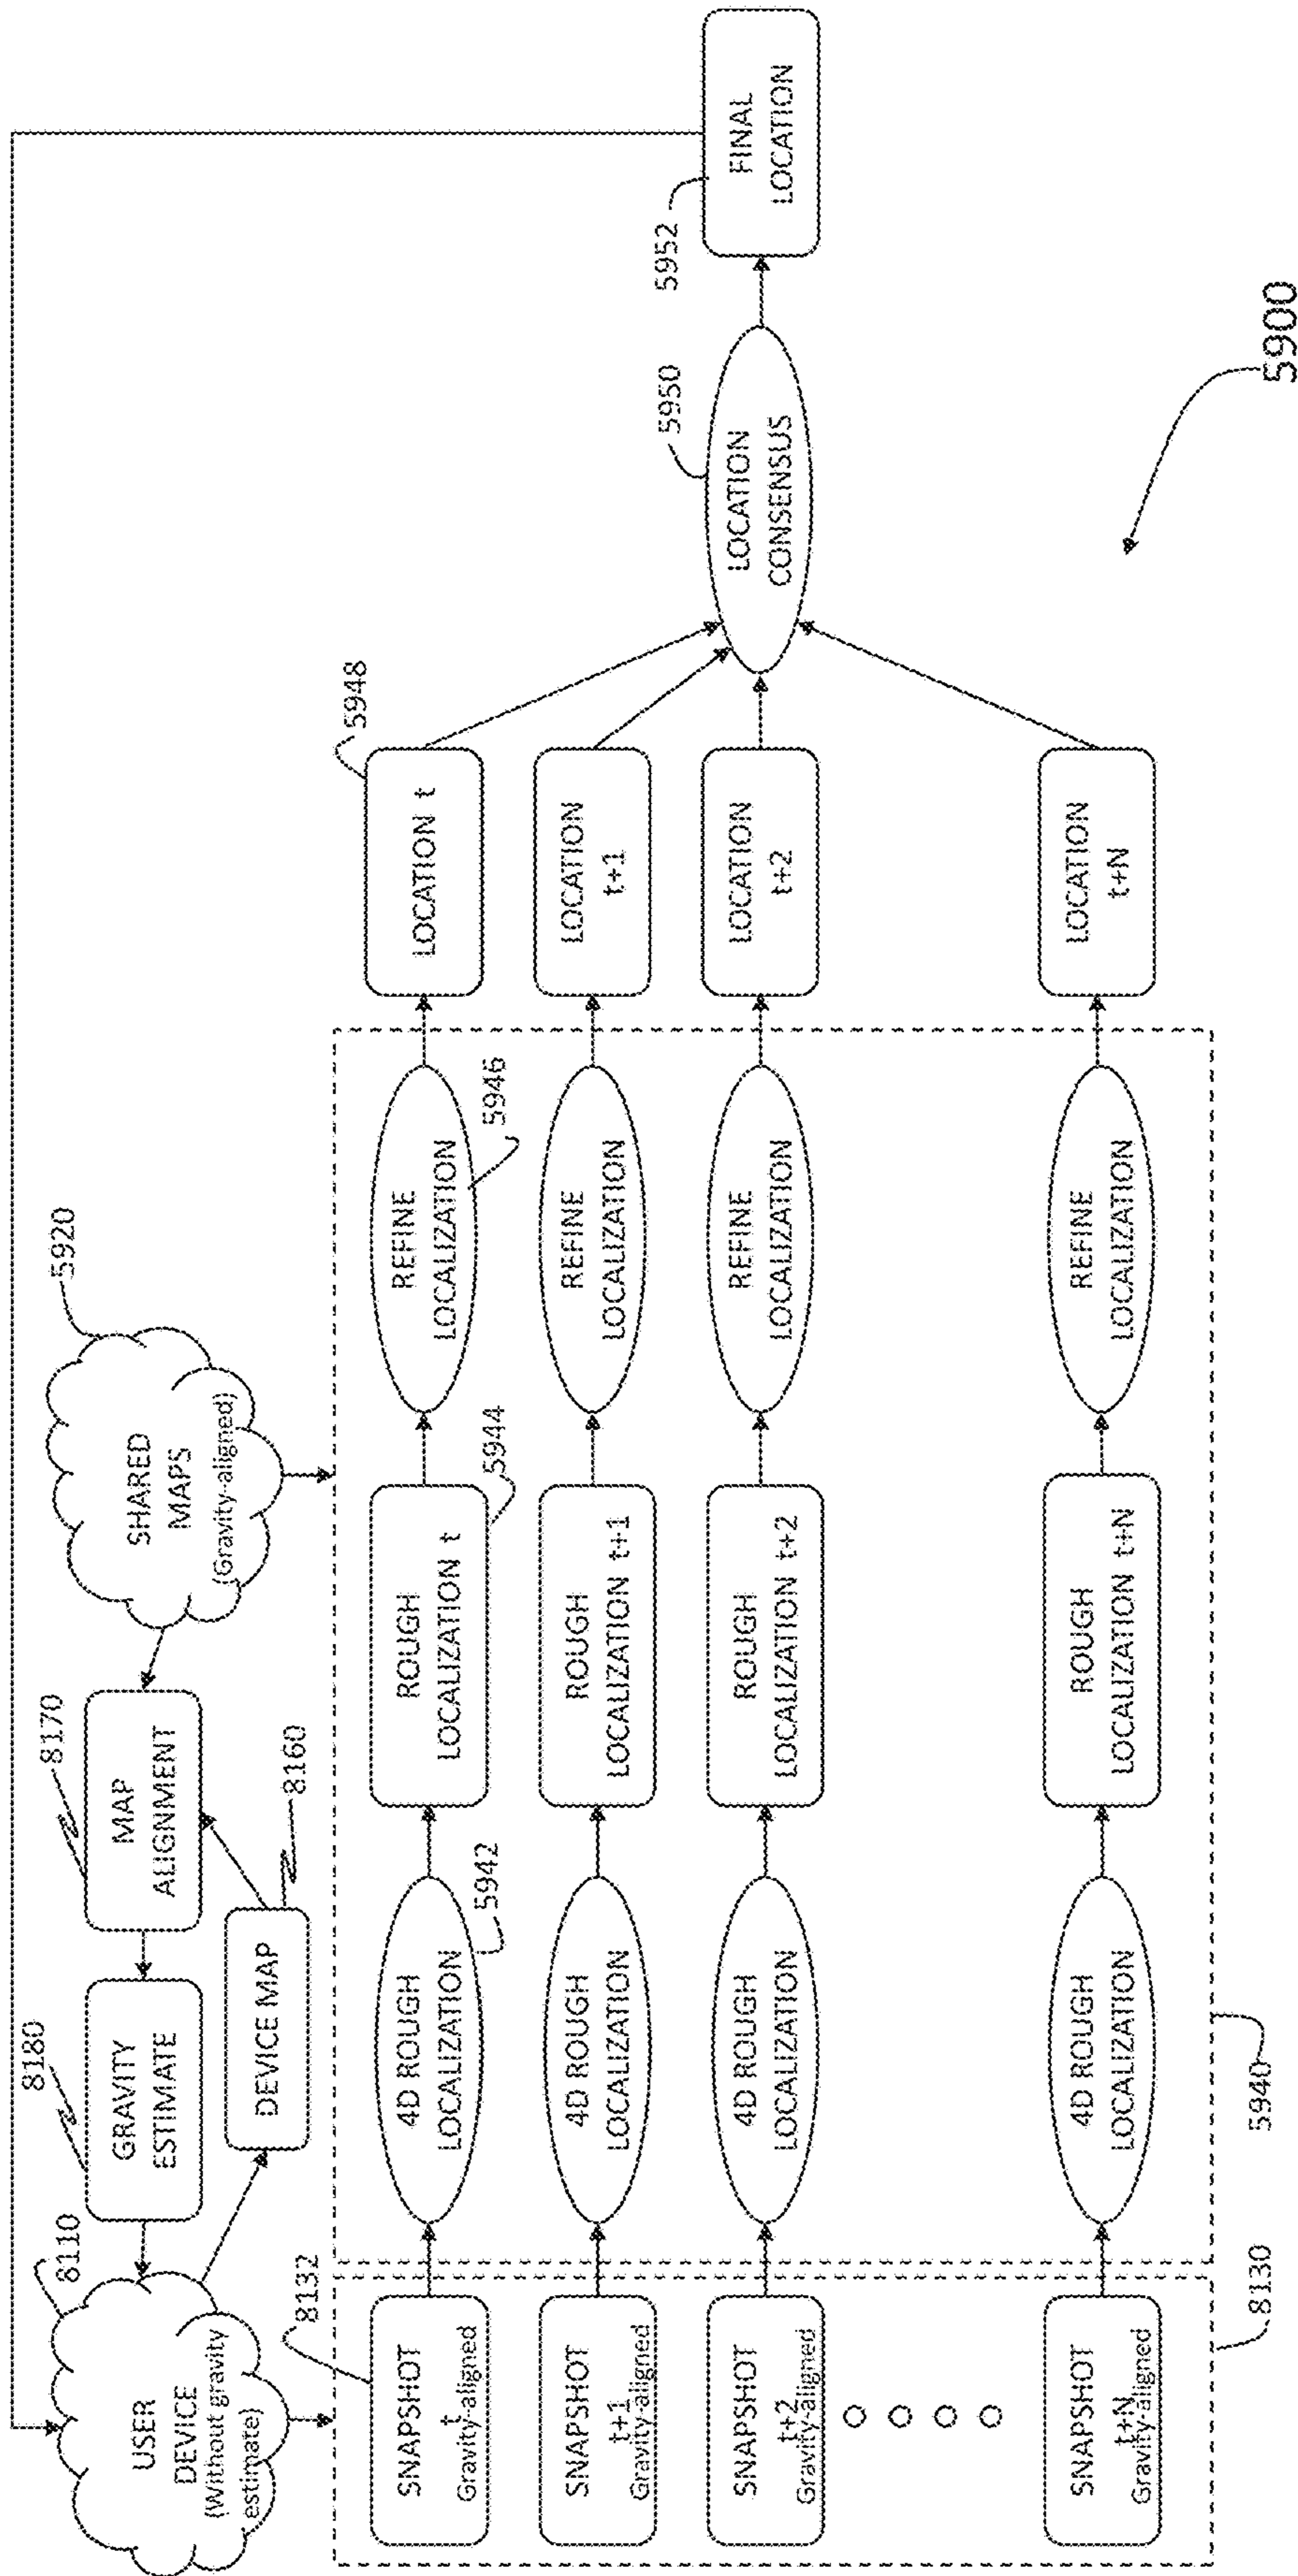 8110
USER
DEVICE
(Without gravity
estimate)
8180
GRAVITY
ESTIMATE
8170
MAP
ALIGNMENT
DEVICE MAP
8160
5920
SHARED
MAPS
(Gravity-aligned)
8132
SNAPSHOT
t
Gravity-aligned
4D ROUGH
LOCALIZATION
5942
ROUGH
LOCALIZATION t
5944
REFINE
LOCALIZATION
5946
LOCATION t
5948
SNAPSHOT
t+1
Gravity-aligned
4D ROUGH
LOCALIZATION
ROUGH
LOCALIZATION t+1
REFINE
LOCALIZATION
LOCATION
t+1
SNAPSHOT
t+2
Gravity-aligned
4D ROUGH
LOCALIZATION
ROUGH
LOCALIZATION t+2
REFINE
LOCALIZATION
LOCATION
t+2
SNAPSHOT
t+N
Gravity-aligned
4D ROUGH
LOCALIZATION
ROUGH
LOCALIZATION t+N
REFINE
LOCALIZATION
LOCATION
t+N
5950
LOCATION
CONSENSUS
5952
FINAL
LOCATION
8130
5940
5900